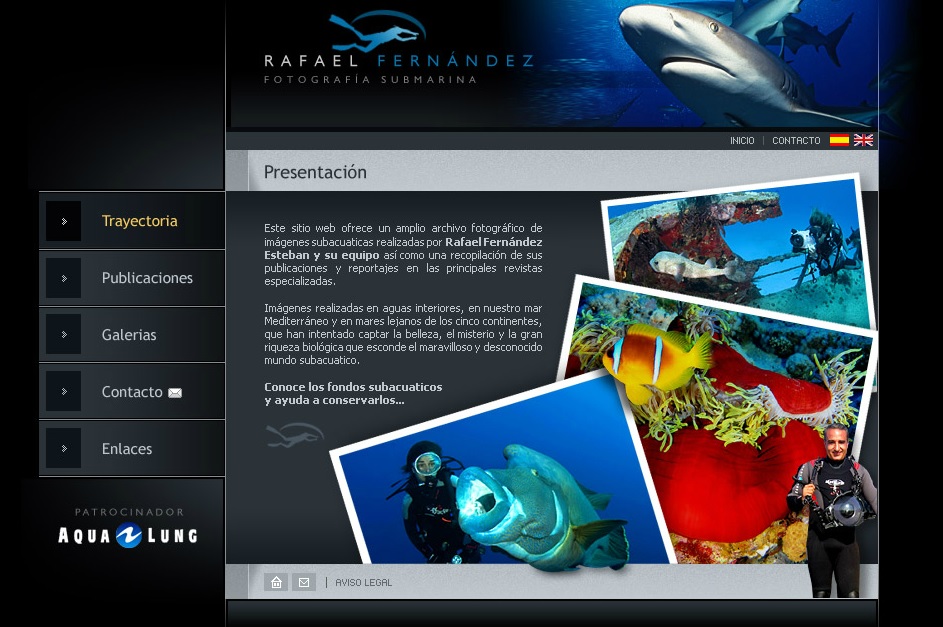 RAFAEL FERNÁNDEZ
FOTOGRAFÍA SUBMARINA
INICIO | CONTACTO
Presentación
Trayectoria
Publicaciones
Galerias
Contacto
Enlaces
PATROCINADOR
AQUA LUNG
Este sitio web ofrece un amplio archivo fotográfico de
imágenes subacuaticas realizadas por Rafael Fernández
Esteban y su equipo así como una recopilación de sus
publicaciones y reportajes en las principales revistas
especializadas.
Imágenes realizadas en aguas interiores, en nuestro mar
Mediterráneo y en mares lejanos de los cinco continentes,
que han intentado captar la belleza, el misterio y la gran
riqueza biológica que esconde el maravilloso y desconocido
mundo subacuatico.
Conoce los fondos subacuaticos
y ayuda a conservarlos...
| AVISO LEGAL